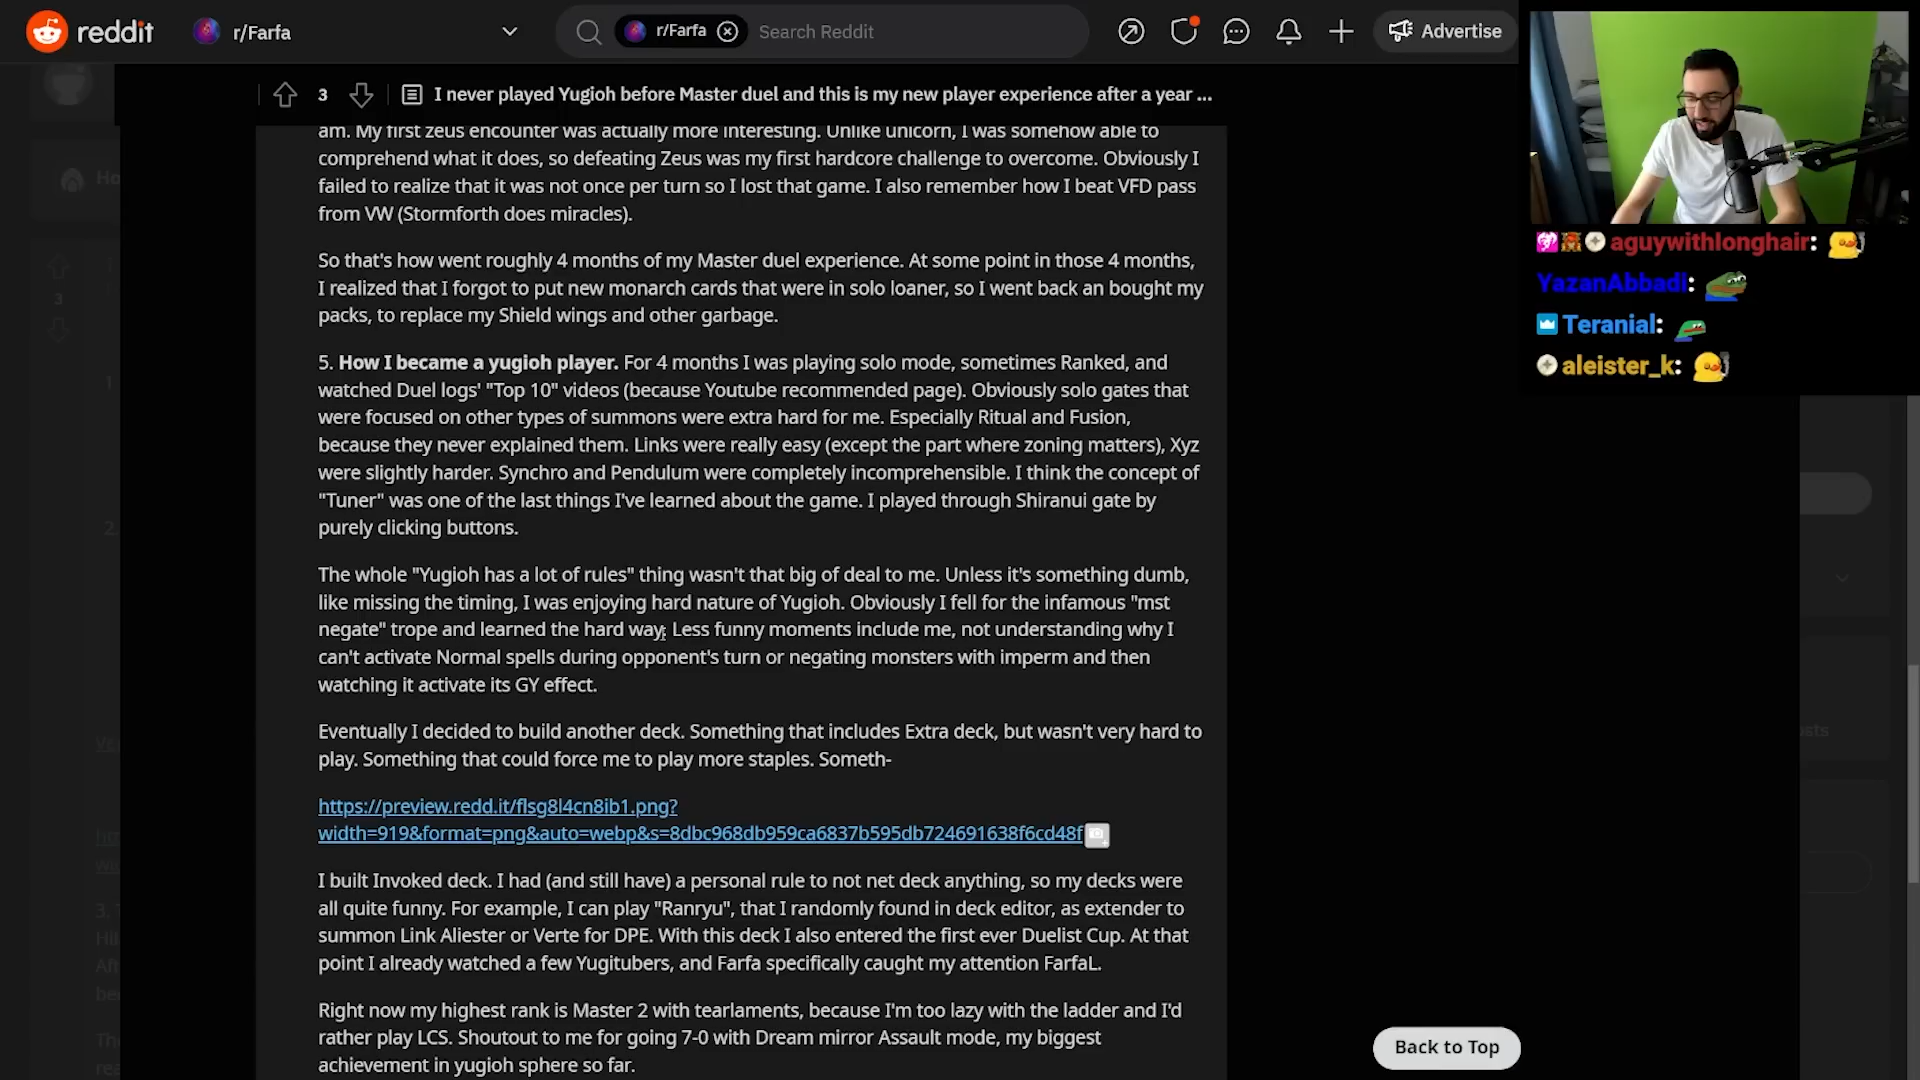 reddit
r/Farfa
r/Farfa
Search Reddit
Advertise
3
I never played Yugioh before Master duel and this is my new player experience after a year ...
am. My first zeus encounter was actually more interesting. Unlike unicorn, I was somehow able to
comprehend what it does, so defeating Zeus was my first hardcore challenge to overcome. Obviously I
failed to realize that it was not once per turn so I lost that game. I also remember how I beat VFD pass
from VW (Stormforth does miracles).
So that's how went roughly 4 months of my Master duel experience. At some point in those 4 months,
I realized that I forgot to put new monarch cards that were in solo loaner, so I went back an bought my
packs, to replace my Shield wings and other garbage.
5. How I became a yugioh player. For 4 months I was playing solo mode, sometimes Ranked, and
watched Duel logs' "Top 10" videos (because Youtube recommended page). Obviously solo gates that
were focused on other types of summons were extra hard for me. Especially Ritual and Fusion,
because they never explained them. Links were really easy (except the part where zoning matters), Xyz
were slightly harder. Synchro and Pendulum were completely incomprehensible. I think the concept of
"Tuner" was one of the last things I've learned about the game. I played through Shiranui gate by
purely clicking buttons.
The whole "Yugioh has a lot of rules" thing wasn't that big of deal to me. Unless it's something dumb,
like missing the timing, I was enjoying hard nature of Yugioh. Obviously I fell for the infamous "mst
negate" trope and learned the hard way. Less funny moments include me, not understanding why I
can't activate Normal spells during opponent's turn or negating monsters with imperm and then
watching it activate its GY effect.
Eventually I decided to build another deck. Something that includes Extra deck, but wasn't very hard to
play. Something that could force me to play more staples. Someth-
https://preview.redd.it/flsg8l4cn8ib1.png?
width=919&format=png&auto=webp&s=8dbc968db959ca6837b595db724691638f6cd48f
I built Invoked deck. I had (and still have) a personal rule to not net deck anything, so my decks were
all quite funny. For example, I can play "Ranryu", that I randomly found in deck editor, as extender to
summon Link Aliester or Verte for DPE. With this deck I also entered the first ever Duelist Cup. At that
point I already watched a few Yugitubers, and Farfa specifically caught my attention FarfaL.
Right now my highest rank is Master 2 with tearlaments, because I'm too lazy with the ladder and I'd
rather play LCS. Shoutout to me for going 7-0 with Dream mirror Assault mode, my biggest
achievement in yugioh sphere so far.
Back to Top
aguywithlonghair:
YazanAbbadi:
Teranial:
aleister_k: